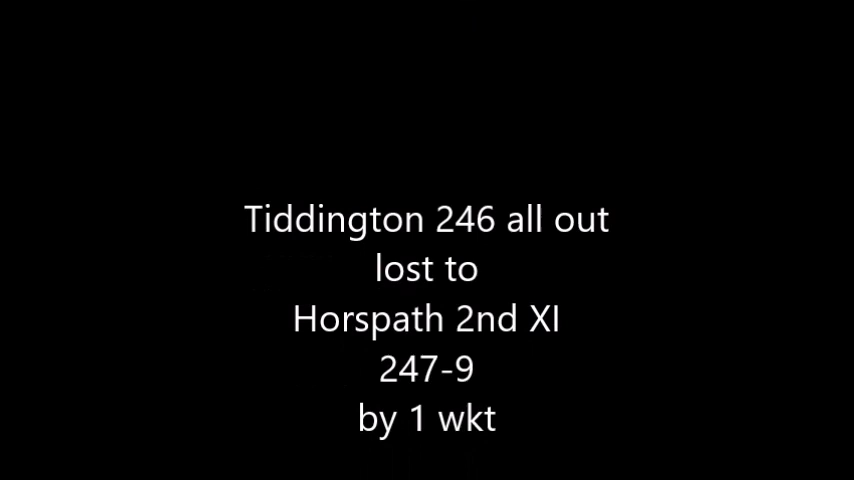 Tiddington 246 all out
lost to
Horspath 2nd XI
247-9
by 1 wkt